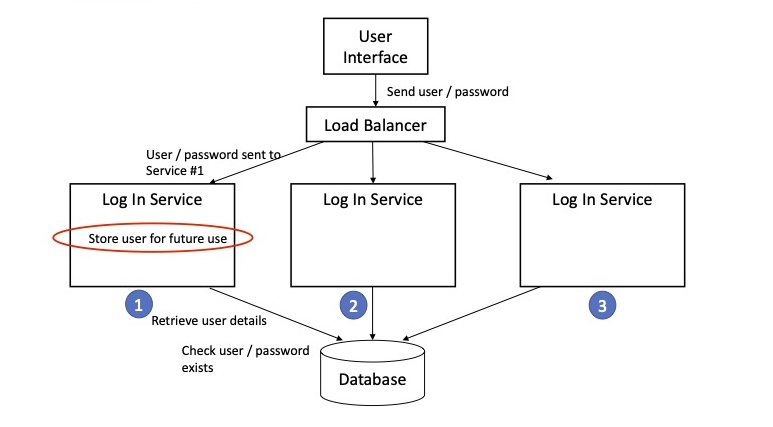 User
Interface
Send user / password
Load Balancer
User / password sent to
Service #1
Log In Service
Log In Service
Log In Service
Store user for future use
1
2
3
Retrieve user details
Check user / password
exists
Database